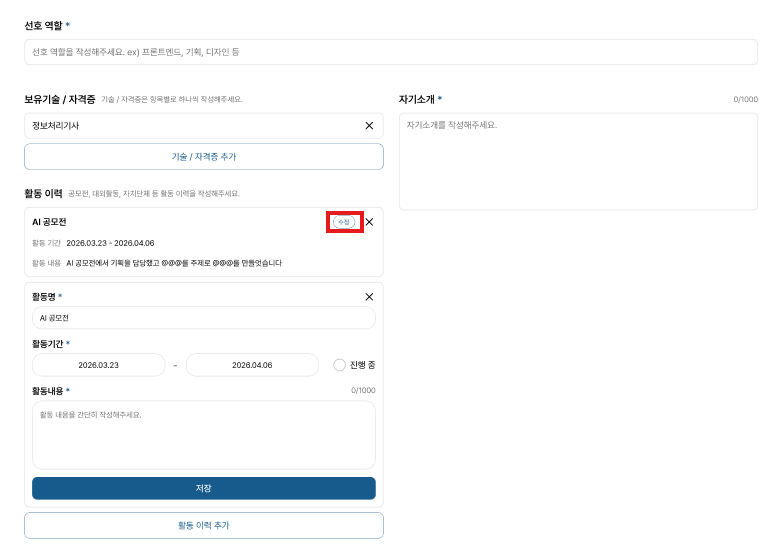 선호 역할 *
선호 역할을 작성해주세요. ex) 프론트엔드, 기획, 디자인 등
보유기술 / 자격증 기술 / 자격증은 항목별로 하나씩 작성해주세요.
정보처리기사
기술 / 자격증 추가
활동 이력 공모전, 대외활동, 자치단체 등 활동 이력을 작성해주세요.
AI 공모전 수정
활동 기간 2026.03.23 - 2026.04.06
활동 내용 AI 공모전에서 기획을 담당했고 @@@를 주제로 @@@를 만들엇습니다
활동명 *
AI 공모전
활동기간 *
2026.03.23 - 2026.04.06 진행 중
활동내용 * 0/1000
활동 내용을 간단히 작성해주세요.
저장
활동 이력 추가
자기소개 * 0/1000
자기소개를 작성해주세요.